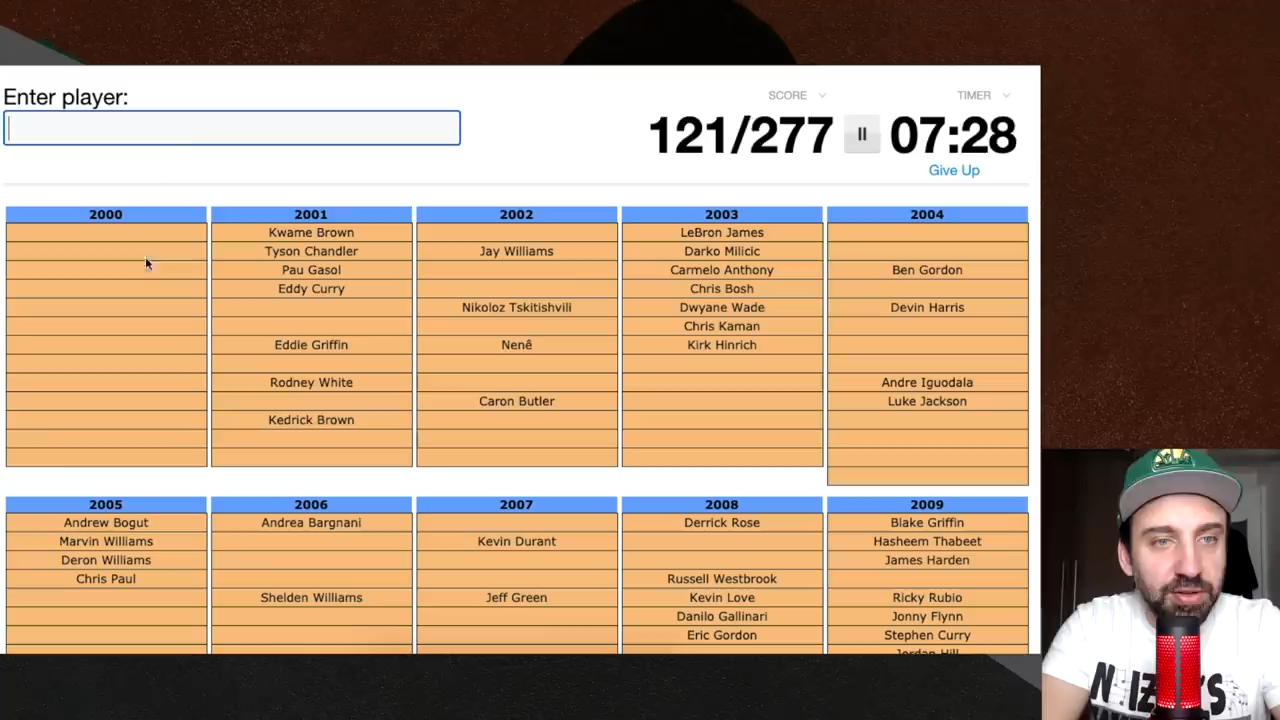 Enter player:
SCORE
TIMER
121/277
07:28
Give Up
2000
2001
2002
2003
2004
Kwame Brown
LeBron James
Tyson Chandler
Jay Williams
Darko Milicic
Pau Gasol
Carmelo Anthony
Ben Gordon
Eddy Curry
Chris Bosh
Nikoloz Tskitishvili
Dwyane Wade
Devin Harris
Chris Kaman
Eddie Griffin
Nenê
Kirk Hinrich
Rodney White
Andre Iguodala
Caron Butler
Luke Jackson
Kedrick Brown
2005
2006
2007
2008
2009
Andrew Bogut
Andrea Bargnani
Derrick Rose
Blake Griffin
Marvin Williams
Kevin Durant
Hasheem Thabeet
Deron Williams
James Harden
Chris Paul
Russell Westbrook
Shelden Williams
Jeff Green
Kevin Love
Ricky Rubio
Danilo Gallinari
Jonny Flynn
Eric Gordon
Stephen Curry
Jordan Hill